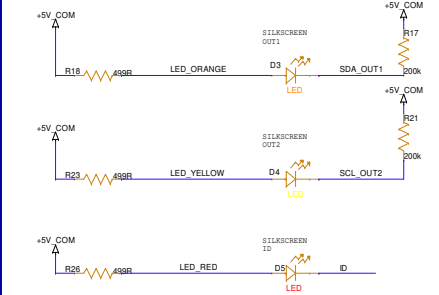 +5V_COM
+5V_COM
SILKSCREEN
OUT1
R17
R18
499R
LED_ORANGE
D3
SDA_OUT1
200k
LED
+5V_COM
+5V_COM
SILKSCREEN
OUT2
R21
R23
499R
LED_YELLOW
D4
SCL_OUT2
200k
LED
+5V_COM
SILKSCREEN
ID
R26
499R
LED_RED
D5
ID
LED